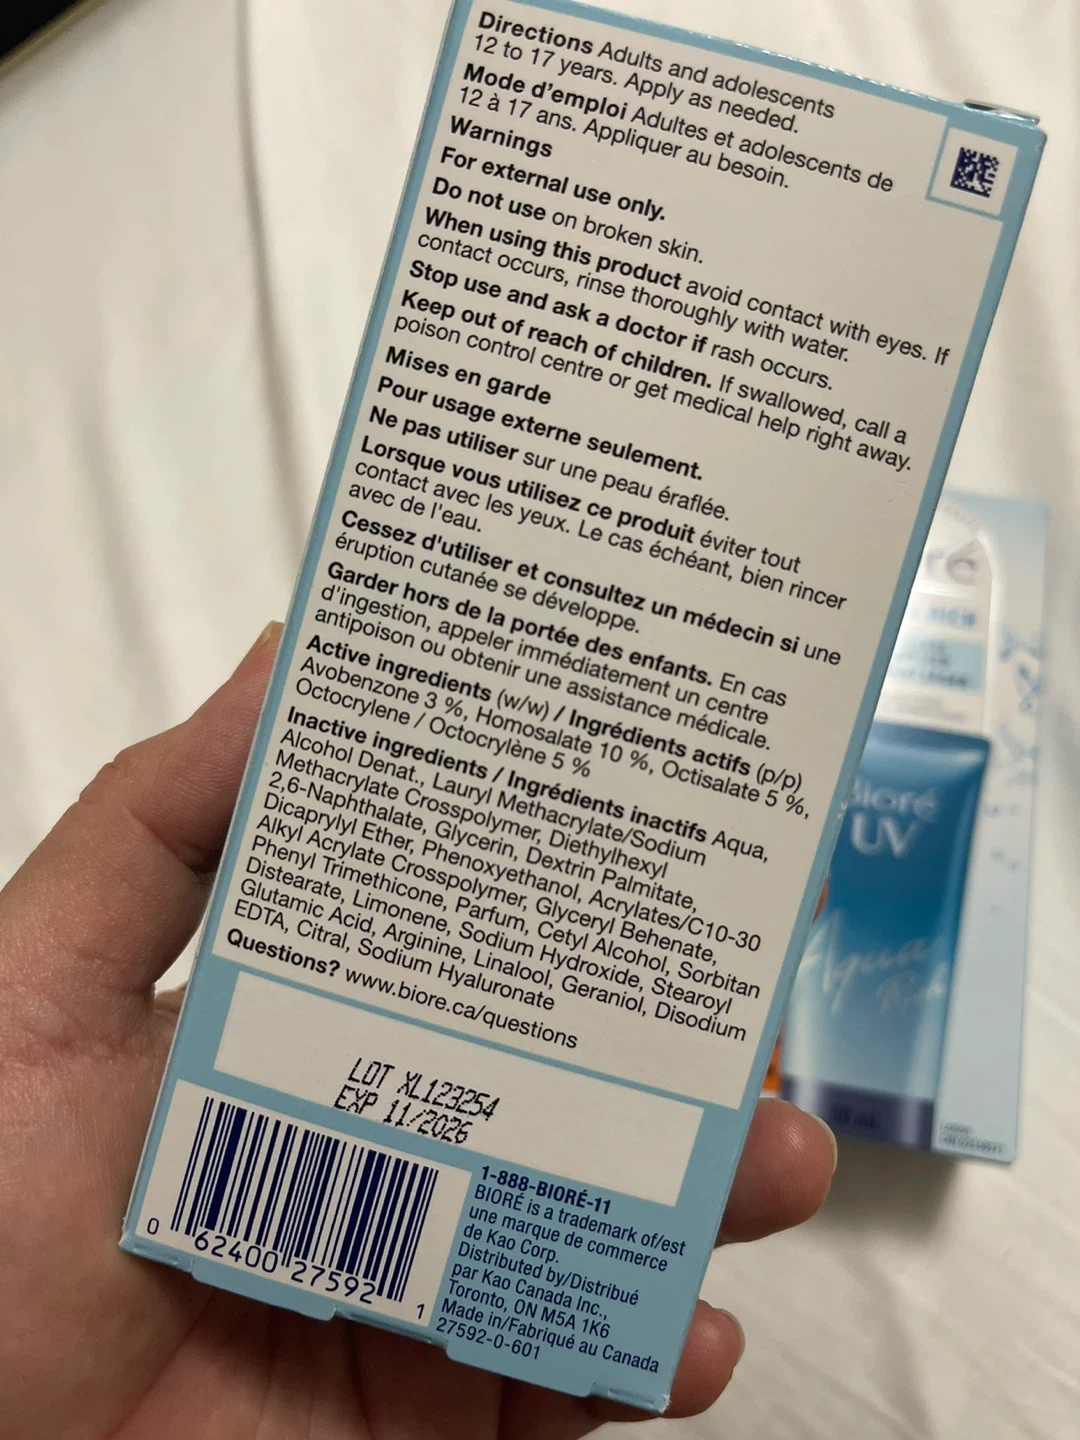 Directions Adults and adolescents
12 to 17 years. Apply as needed.
Mode d'emploi Adultes et adolescents de
12 à 17 ans. Appliquer au besoin.
Warnings
For external use only.
Do not use on broken skin.
When using this product avoid contact with eyes. If
contact occurs, rinse thoroughly with water.
Stop use and ask a doctor if rash occurs.
Keep out of reach of children. If swallowed, call a
poison control centre or get medical help right away.
Mises en garde
Pour usage externe seulement.
Ne pas utiliser sur une peau éraflée.
Lorsque vous utilisez ce produit éviter tout
contact avec les yeux. Le cas échéant, bien rincer
avec de l'eau.
Cessez d'utiliser et consultez un médecin si une
éruption cutanée se développe.
Garder hors de la portée des enfants. En cas
d'ingestion, appeler immédiatement un centre
antipoison ou obtenir une assistance médicale.
Active ingredients (w/w) / Ingrédients actifs (p/p)
Avobenzone 3 %, Homosalate 10 %, Octisalate 5 %,
Octocrylene / Octocrylène 5 %
Inactive ingredients / Ingrédients inactifs Aqua,
Alcohol Denat., Lauryl Methacrylate/Sodium
Methacrylate Crosspolymer, Diethylhexyl
2,6-Naphthalate, Glycerin, Dextrin Palmitate,
Dicaprylyl Ether, Phenoxyethanol, Acrylates/C10-30
Alkyl Acrylate Crosspolymer, Glyceryl Behenate,
Phenyl Trimethicone, Parfum, Cetyl Alcohol, Sorbitan
Distearate, Limonene, Sodium Hydroxide, Stearoyl
Glutamic Acid, Arginine, Linalool, Geraniol, Disodium
EDTA, Citral, Sodium Hyaluronate
Questions? www.biore.ca/questions
LOT XL123254
EXP 11/2026
0 62400 27592 1
1-888-BIORÉ-11
BIORÉ is a trademark of/est
une marque de commerce
de Kao Corp.
Distributed by/Distribué
par Kao Canada Inc.,
Toronto, ON M5A 1K6
Made in/Fabriqué au Canada
27592-0-601
Bioré
UV
Aqua
Rich